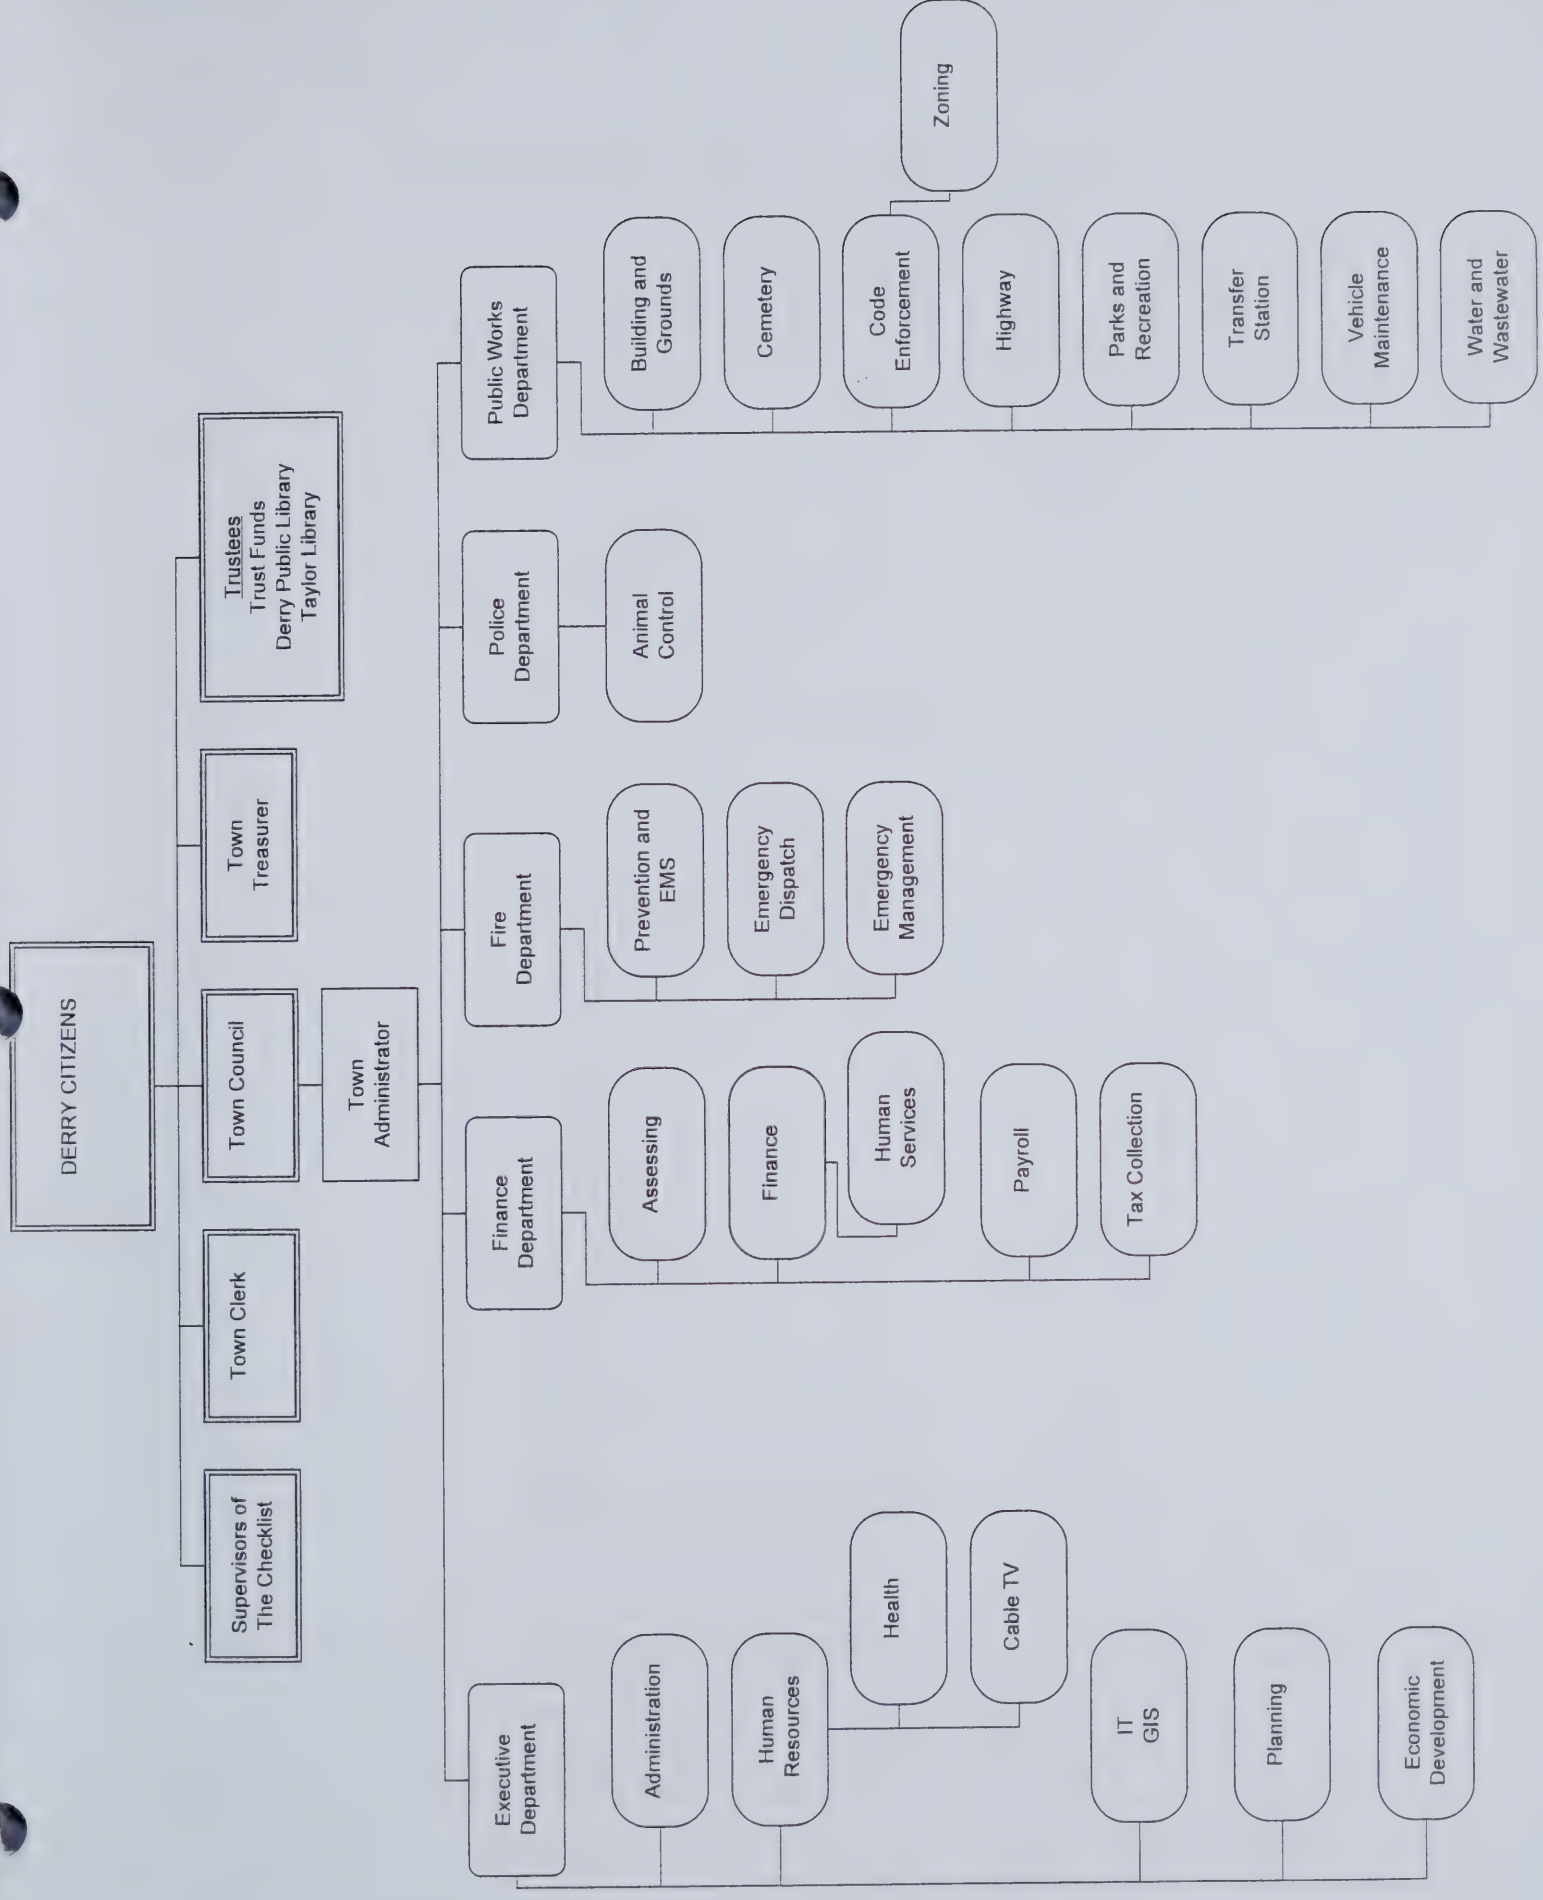 DERRY CITIZENS
Supervisors of
The Checklist
Town Clerk
Town Council
Town
Treasurer
Trustees
Trust Funds
Derry Public Library
Taylor Library
Town
Administrator
Executive
Department
Finance
Department
Fire
Department
Police
Department
Public Works
Department
Administration
Human
Resources
Health
Cable TV
IT
GIS
Planning
Economic
Development
Assessing
Finance
Human
Services
Payroll
Tax Collection
Prevention and
EMS
Emergency
Dispatch
Emergency
Management
Animal
Control
Building and
Grounds
Cemetery
Code
Enforcement
Zoning
Highway
Parks and
Recreation
Transfer
Station
Vehicle
Maintenance
Water and
Wastewater